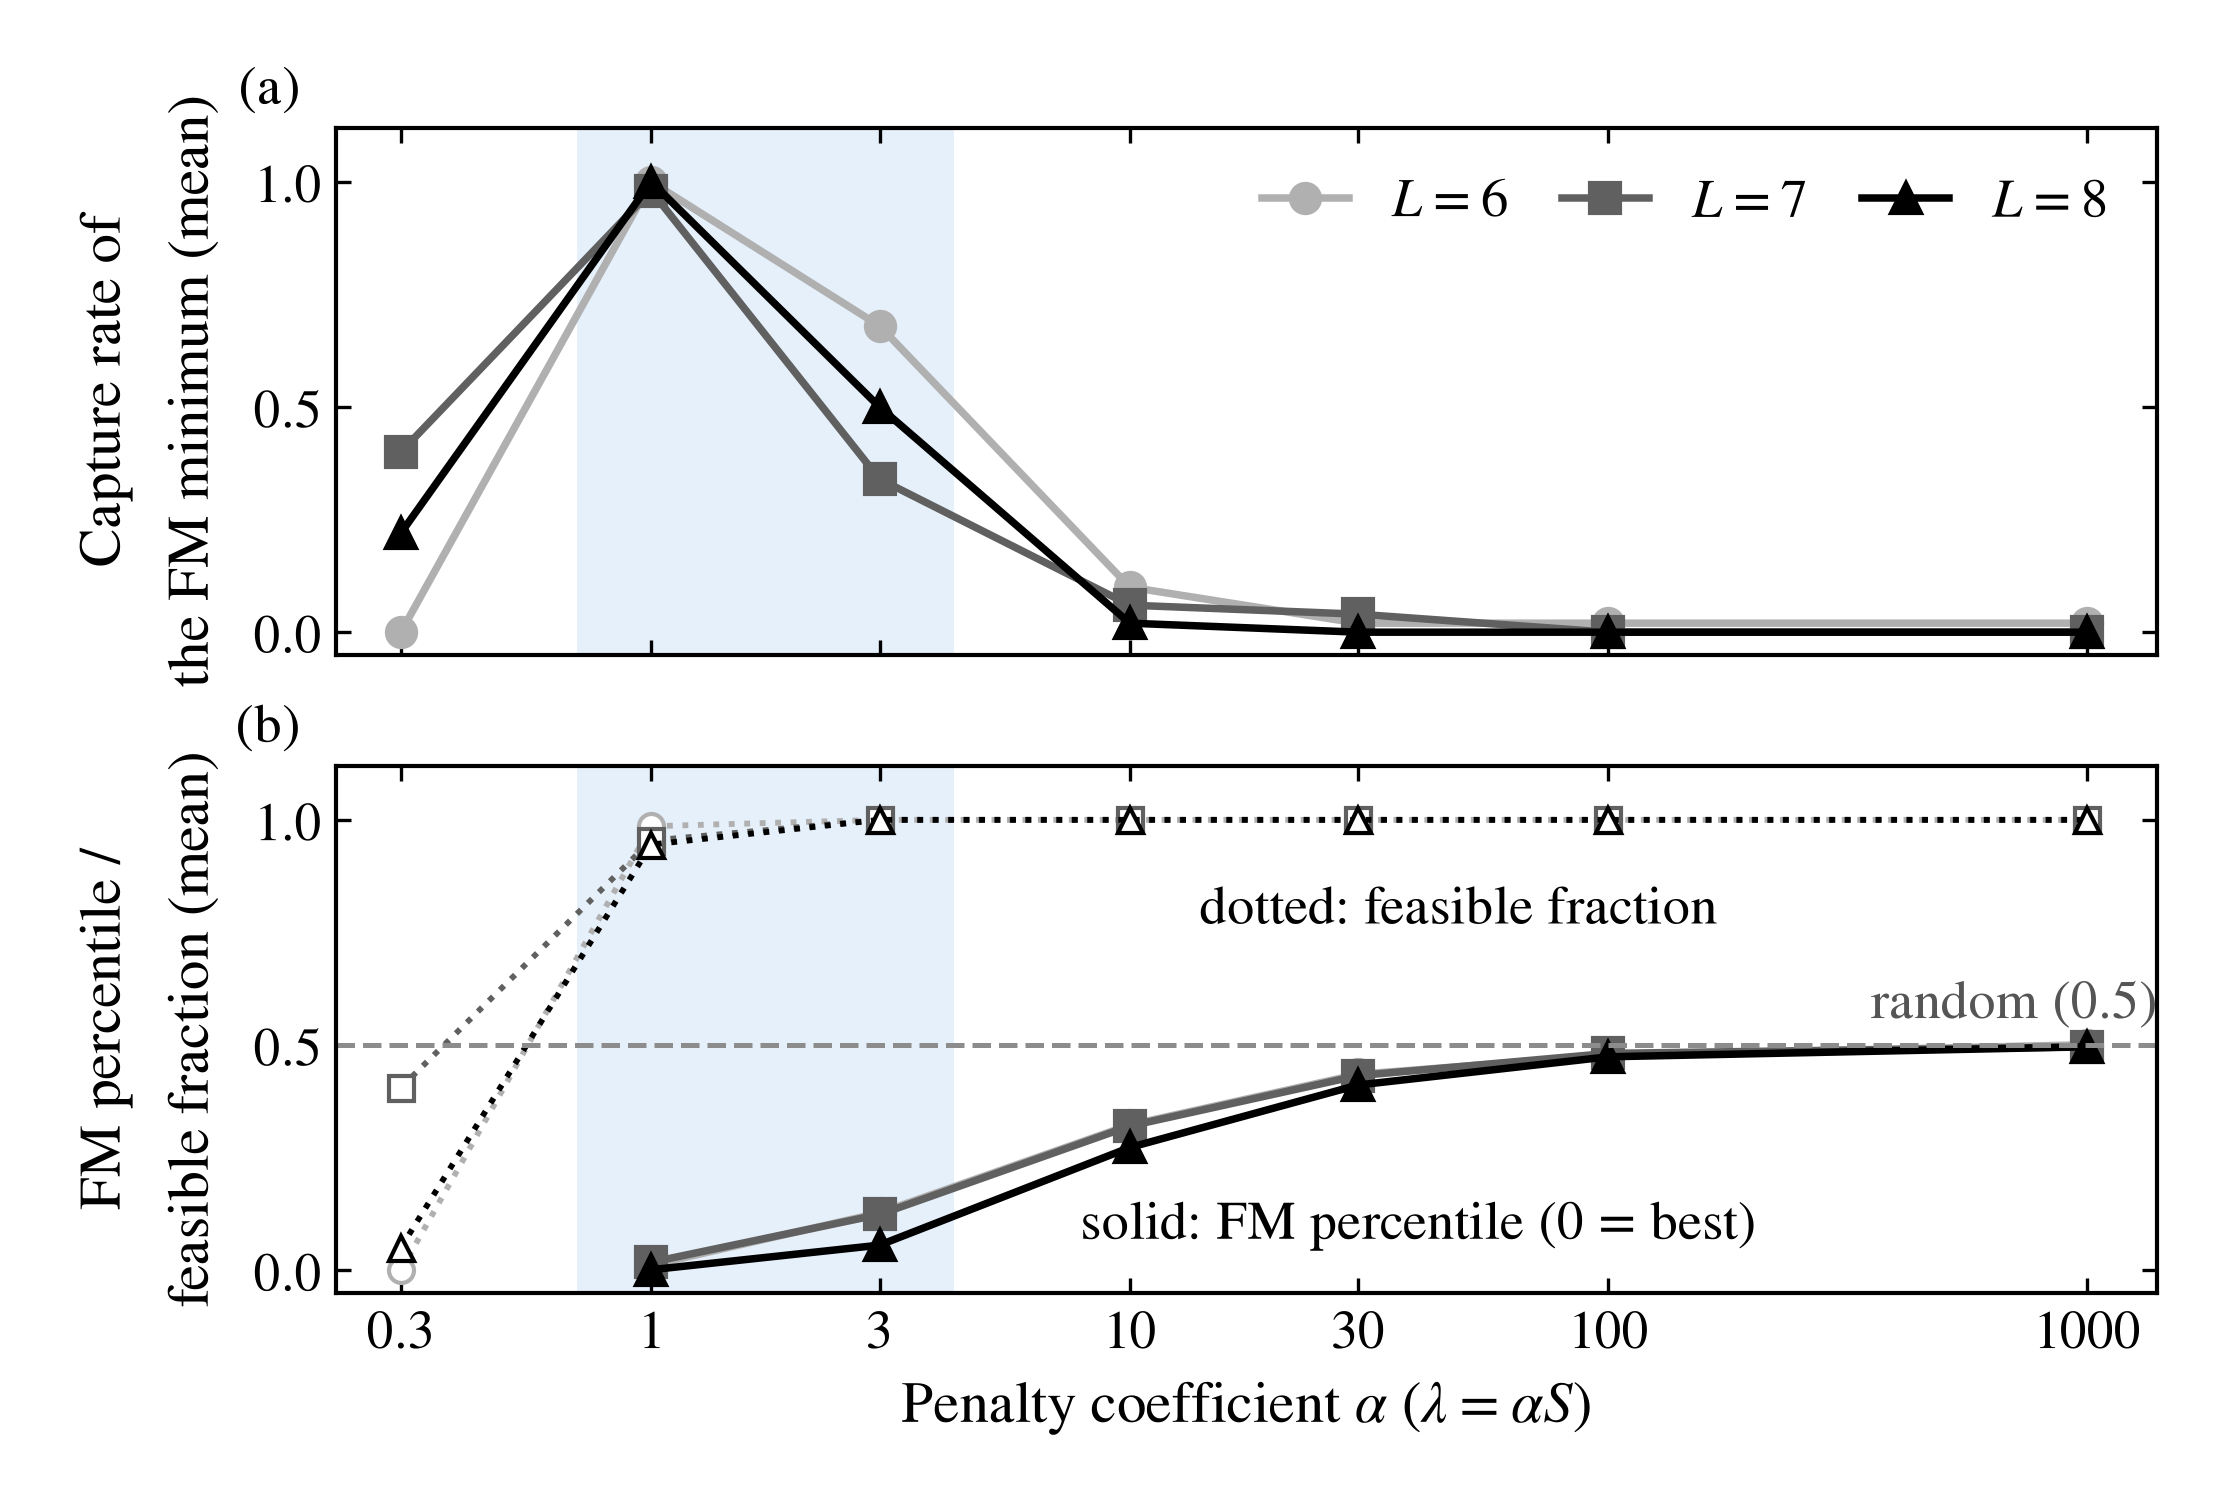 (a)
Capture rate of
the FM minimum (mean)
1.0
0.5
0.0
L = 6
L = 7
L = 8
(b)
FM percentile /
feasible fraction (mean)
1.0
0.5
0.0
dotted: feasible fraction
random (0.5)
solid: FM percentile (0 = best)
0.3 1 3 10 30 100 1000
Penalty coefficient α (λ = αS)